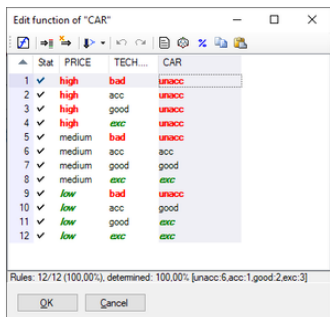 Edit function of "CAR"
Stat PRICE TECH.... CAR
1 high bad unacc
2 high acc unacc
3 high good unacc
4 high exc unacc
5 medium bad unacc
6 medium acc acc
7 medium good good
8 medium exc exc
9 low bad unacc
10 low acc good
11 low good exc
12 low exc exc
Rules: 12/12 (100,00%), determined: 100,00% [unacc:6,acc:1,good:2,exc:3]
OK Cancel